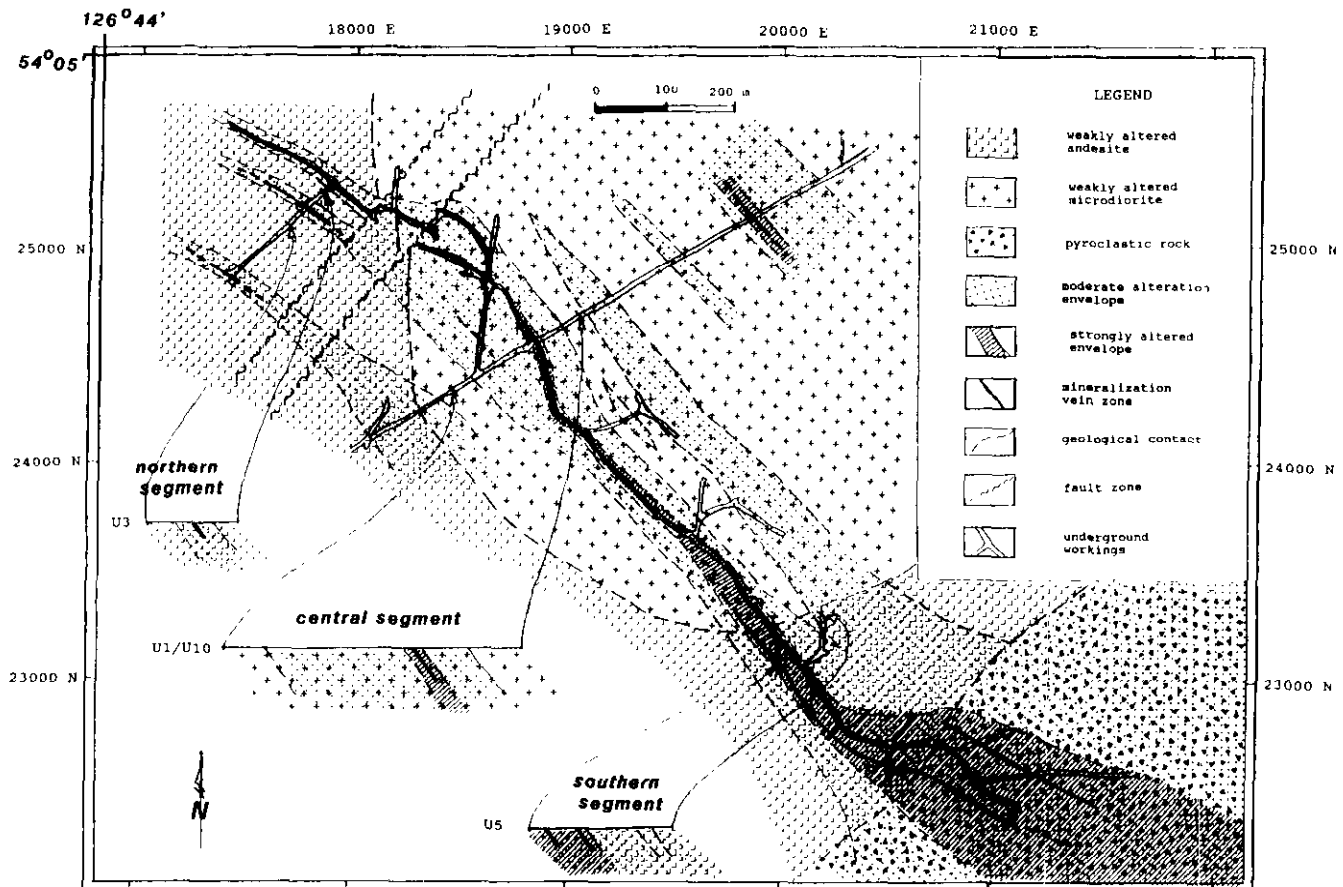 126°44'
18000 E
19000 E
20000 E
21000 E
54°05'
0 100 200 m
LEGEND
weakly altered
andesite
weakly altered
microdiorite
pyroclastic rock
moderate alteration
envelope
strongly altered
envelope
mineralization
vein zone
geological contact
fault zone
underground
workings
25000 N
25000 N
24000 N
24000 N
northern
segment
U3
central segment
U1/U10
23000 N
23000 N
southern
segment
U5
N